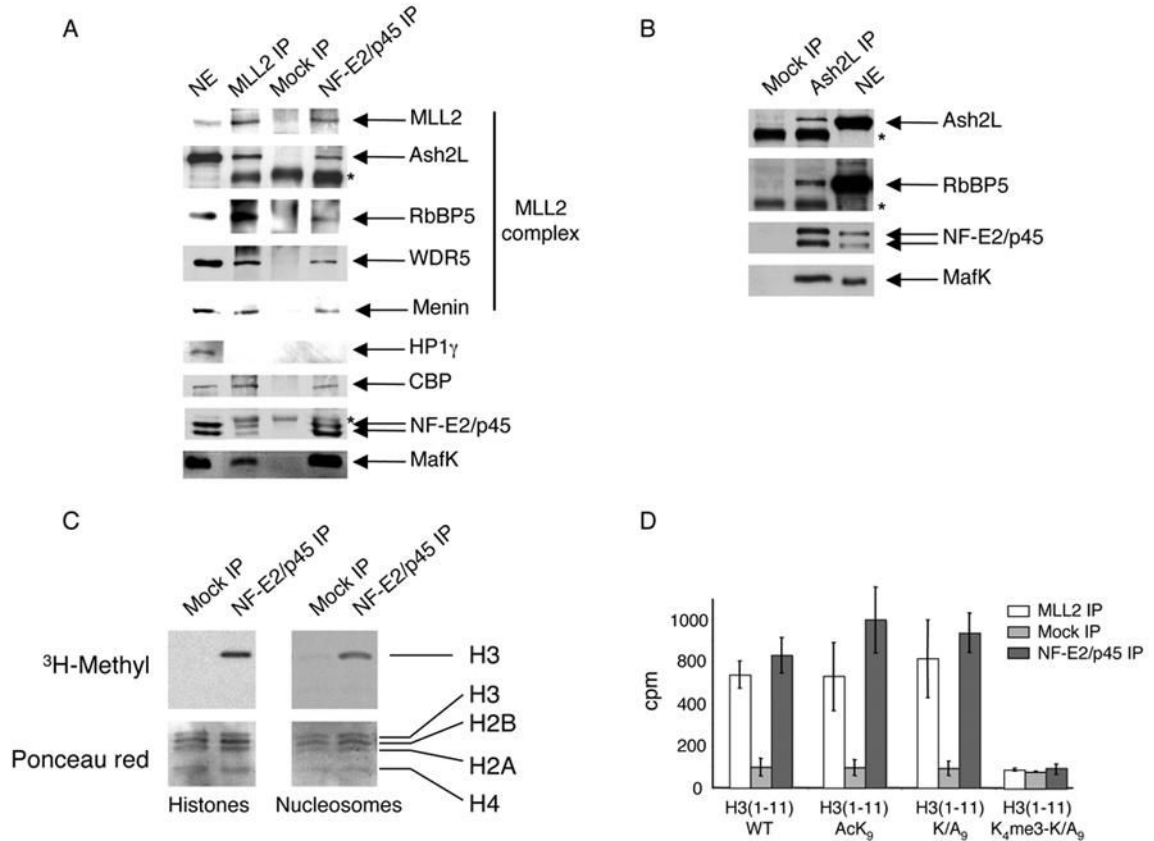 A
NE
MLL2 IP
Mock IP
NF-E2/p45 IP
MLL2
Ash2L
*
RbBP5
WDR5
Menin
MLL2
complex
HP1γ
CBP
*
NF-E2/p45
MafK
B
Mock IP
Ash2L IP
NE
Ash2L
*
RbBP5
*
NF-E2/p45
MafK
C
Mock IP
NF-E2/p45 IP
Mock IP
NF-E2/p45 IP
³H-Methyl
H3
Ponceau red
H3
H2B
H2A
H4
Histones
Nucleosomes
D
cpm
1000
800
600
400
200
0
MLL2 IP
Mock IP
NF-E2/p45 IP
H3(1-11)
WT
H3(1-11)
AcK₉
H3(1-11)
K/A₉
H3(1-11)
K₄me3-K/A₉